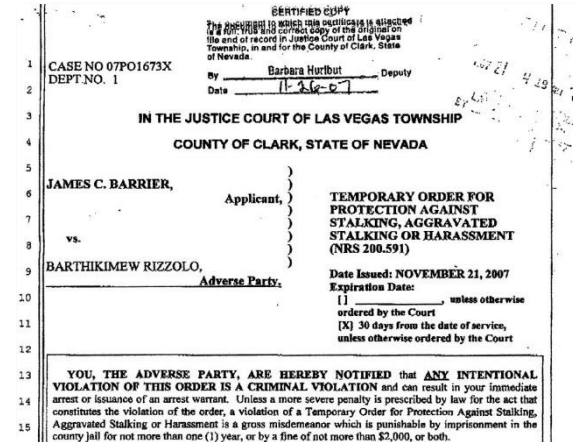 CERTIFIED COPY
The document to which this certificate is attached
is a full, true and correct copy of the original on
file and of record in Justice Court of Las Vegas
Township, in and for the County of Clark, State
of Nevada.
By Barbara Hurlbut Deputy
Date 11-26-07
1 CASE NO 07PO1673X
DEPT.NO. 1
2
3 IN THE JUSTICE COURT OF LAS VEGAS TOWNSHIP
4 COUNTY OF CLARK, STATE OF NEVADA
5
JAMES C. BARRIER,
6 Applicant,
7
8 vs.
9 BARTHIKIMEW RIZZOLO,
Adverse Party.
10
11
12
TEMPORARY ORDER FOR
PROTECTION AGAINST
STALKING, AGGRAVATED
STALKING OR HARASSMENT
(NRS 200.591)
Date Issued: NOVEMBER 21, 2007
Expiration Date:
[ ] ____________, unless otherwise
ordered by the Court
[X] 30 days from the date of service,
unless otherwise ordered by the Court
13 YOU, THE ADVERSE PARTY, ARE HEREBY NOTIFIED that ANY INTENTIONAL
VIOLATION OF THIS ORDER IS A CRIMINAL VIOLATION and can result in your immediate
14 arrest or issuance of an arrest warrant. Unless a more severe penalty is prescribed by law for the act that
constitutes the violation of the order, a violation of a Temporary Order for Protection Against Stalking,
15 Aggravated Stalking or Harassment is a gross misdemeanor which is punishable by imprisonment in the
county jail for not more than one (1) year, or by a fine of not more than $2,000, or both.